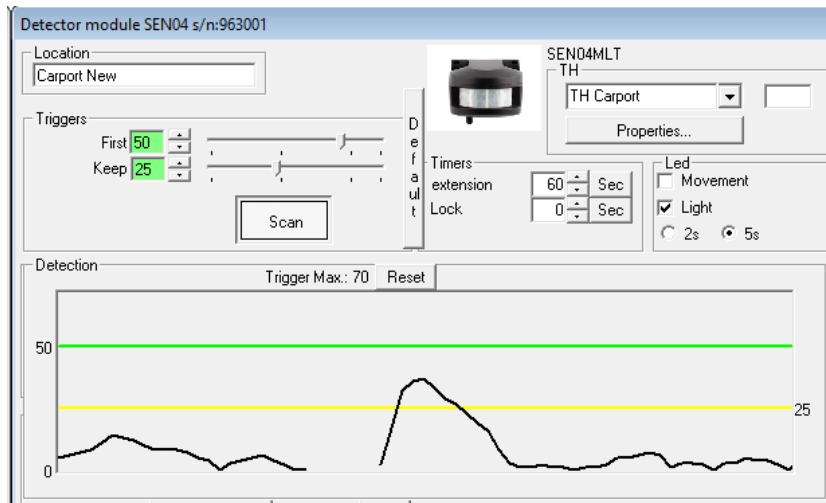 Detector module SEN04 s/n:963001
Location
Carport New
SEN04MLT
TH
TH Carport
Properties...
Triggers
First 50
Keep 25
Scan
Default
Timers
extension 60 Sec
Lock 0 Sec
Led
Movement
Light
2s 5s
Detection
Trigger Max.: 70 Reset
50
25
0